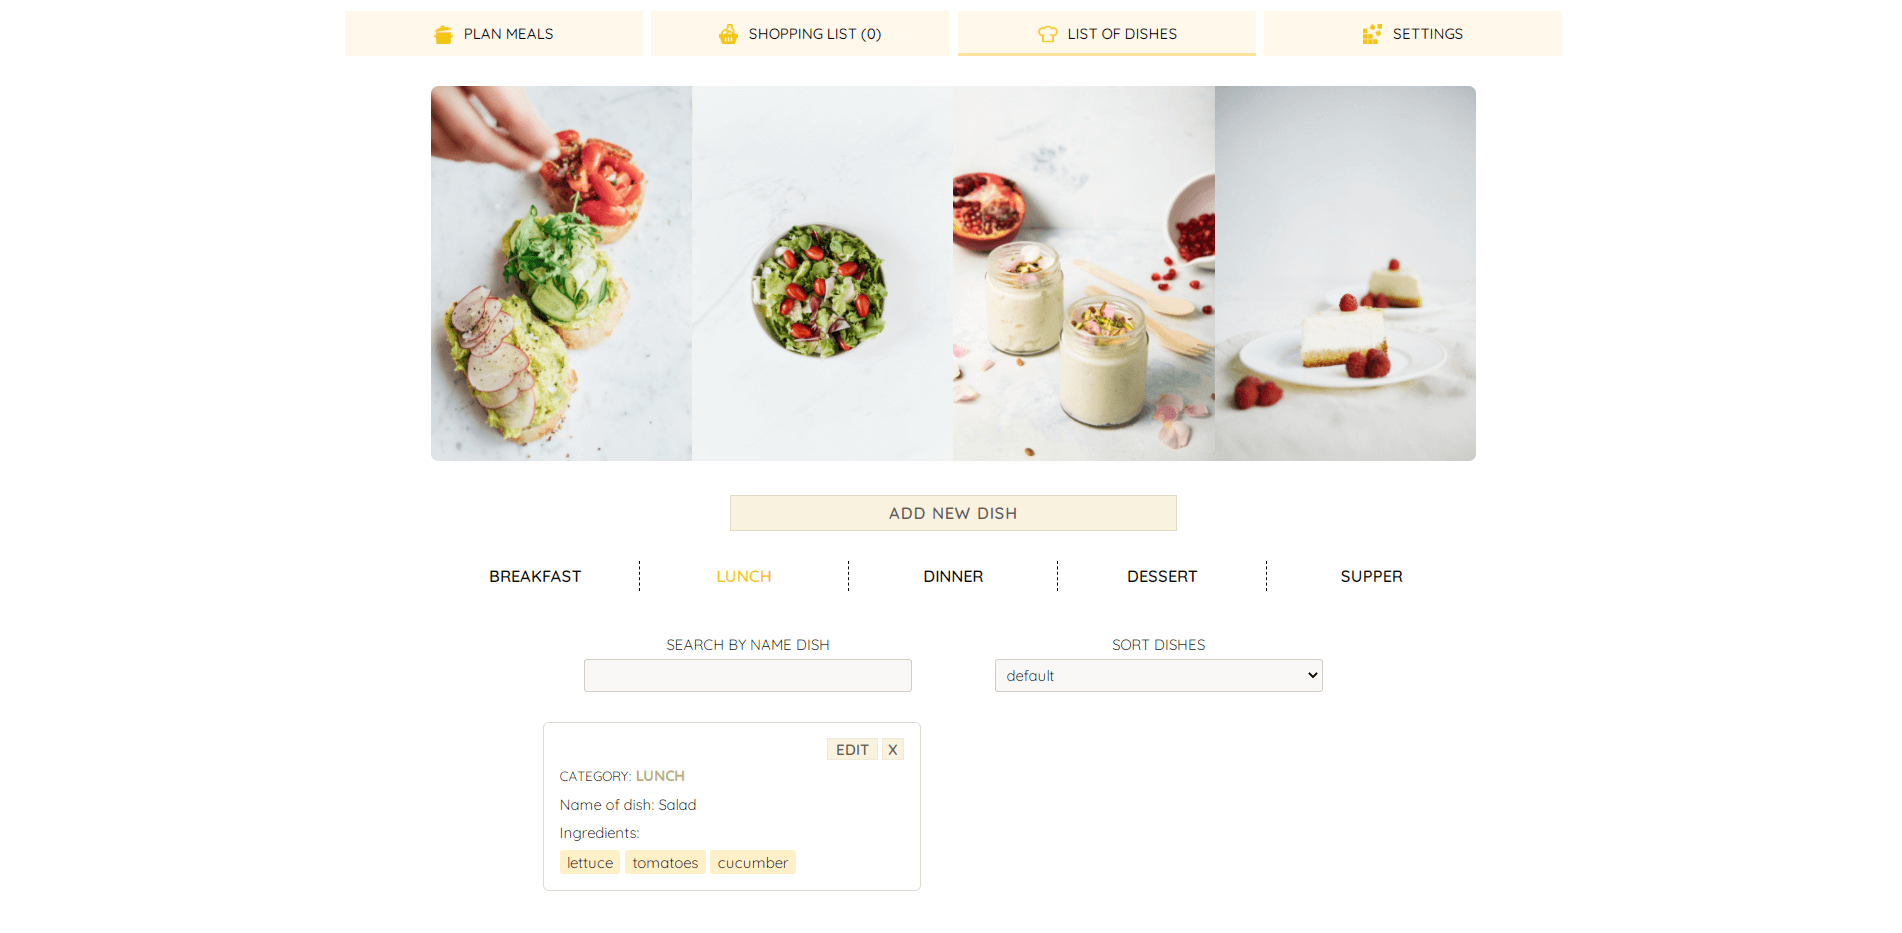 PLAN MEALS
SHOPPING LIST (0)
LIST OF DISHES
SETTINGS
ADD NEW DISH
BREAKFAST
LUNCH
DINNER
DESSERT
SUPPER
SEARCH BY NAME DISH
SORT DISHES
default
EDIT X
CATEGORY: LUNCH
Name of dish: Salad
Ingredients:
lettuce tomatoes cucumber